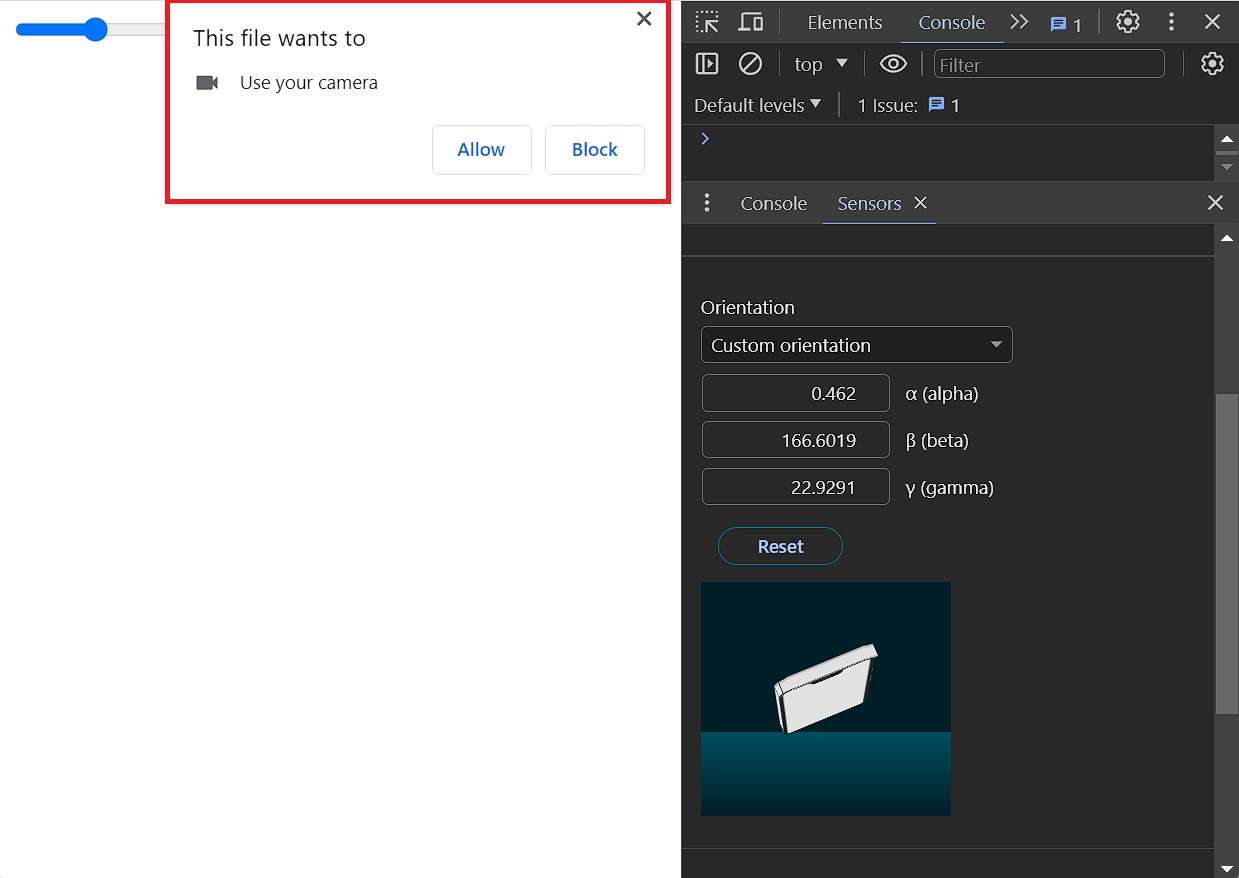 This file wants to
Use your camera
Allow
Block
Elements
Console
1
top
Filter
Default levels
1 Issue:
1
Console
Sensors
Orientation
Custom orientation
0.462
α (alpha)
166.6019
β (beta)
22.9291
γ (gamma)
Reset